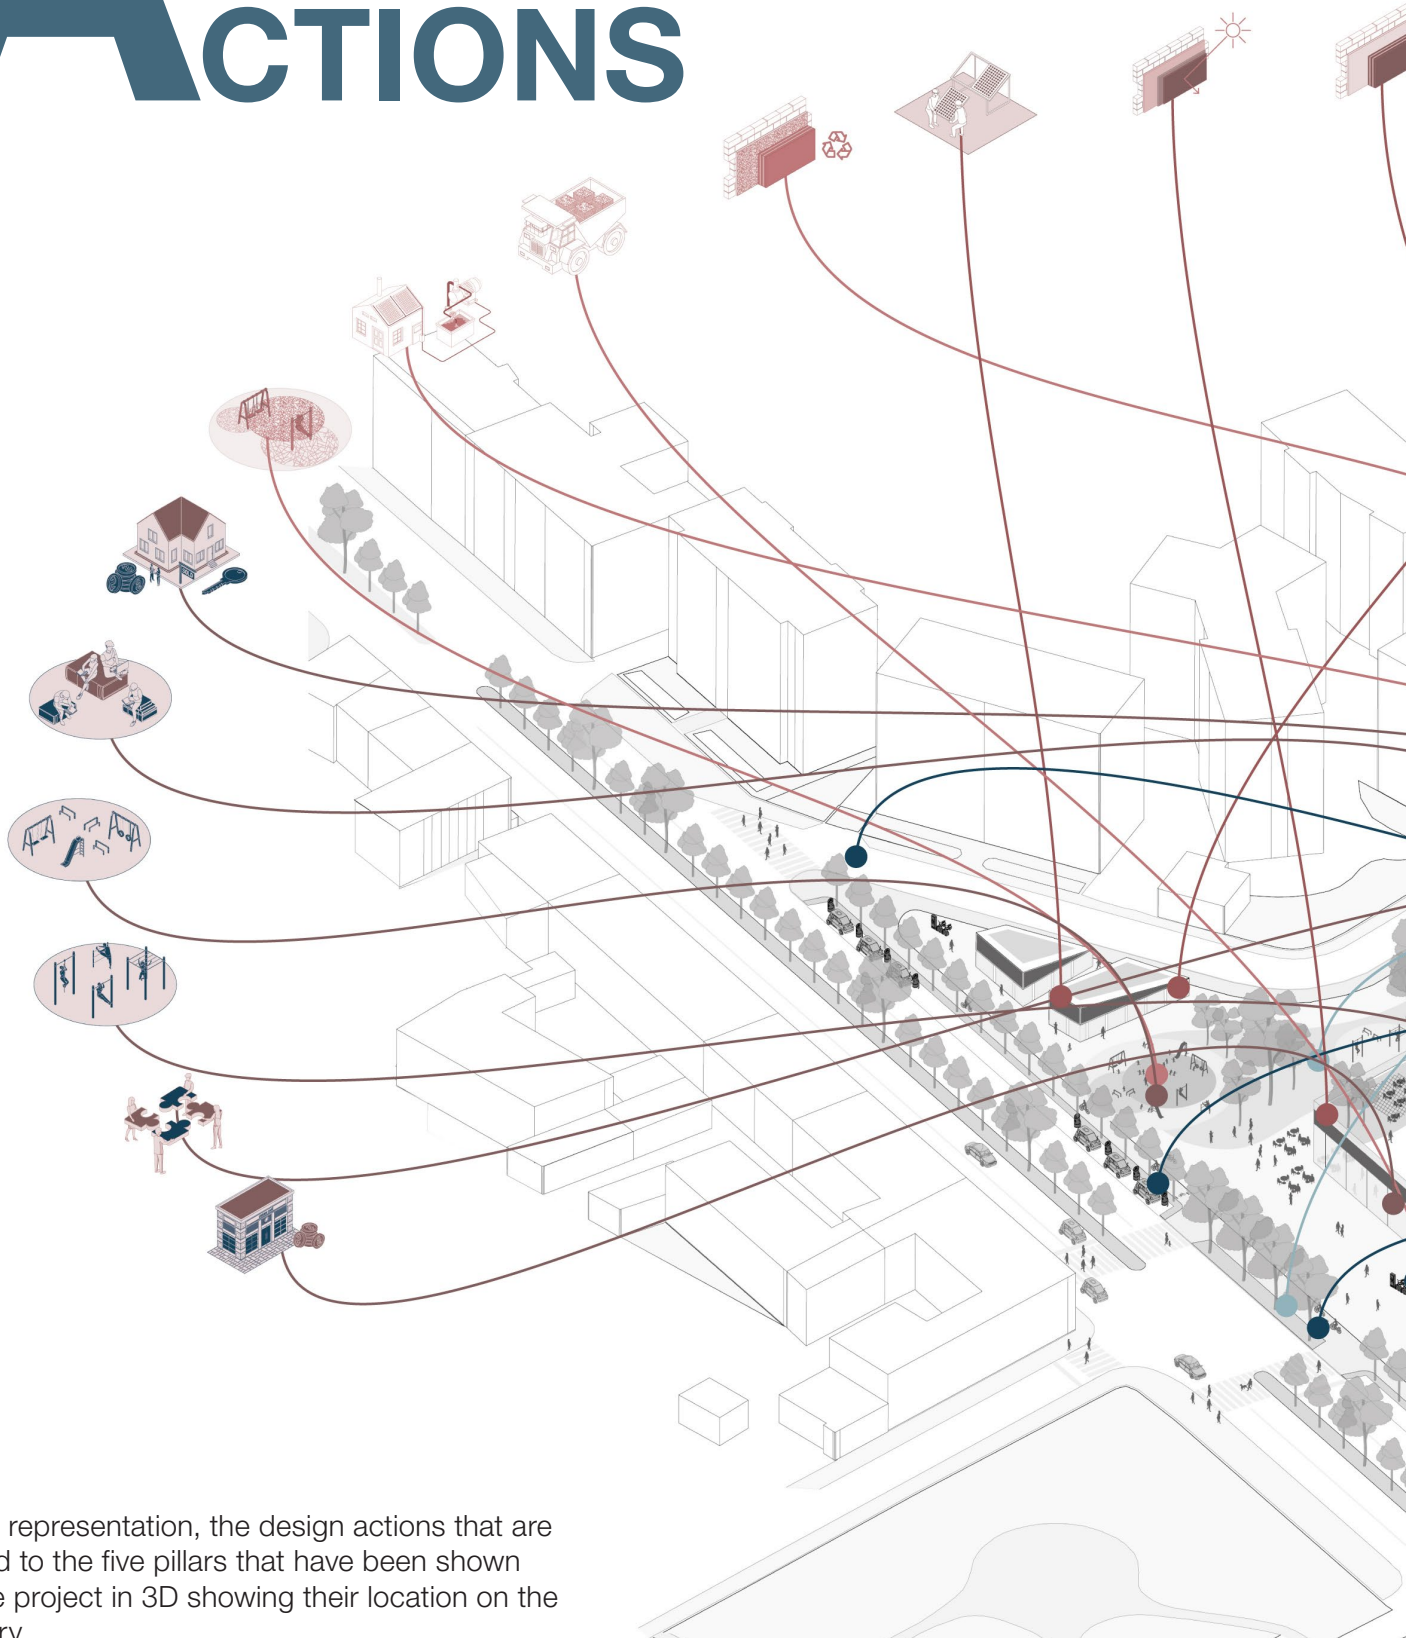 ACTIONS
representation, the design actions that are
to the five pillars that have been shown
project in 3D showing their location on the